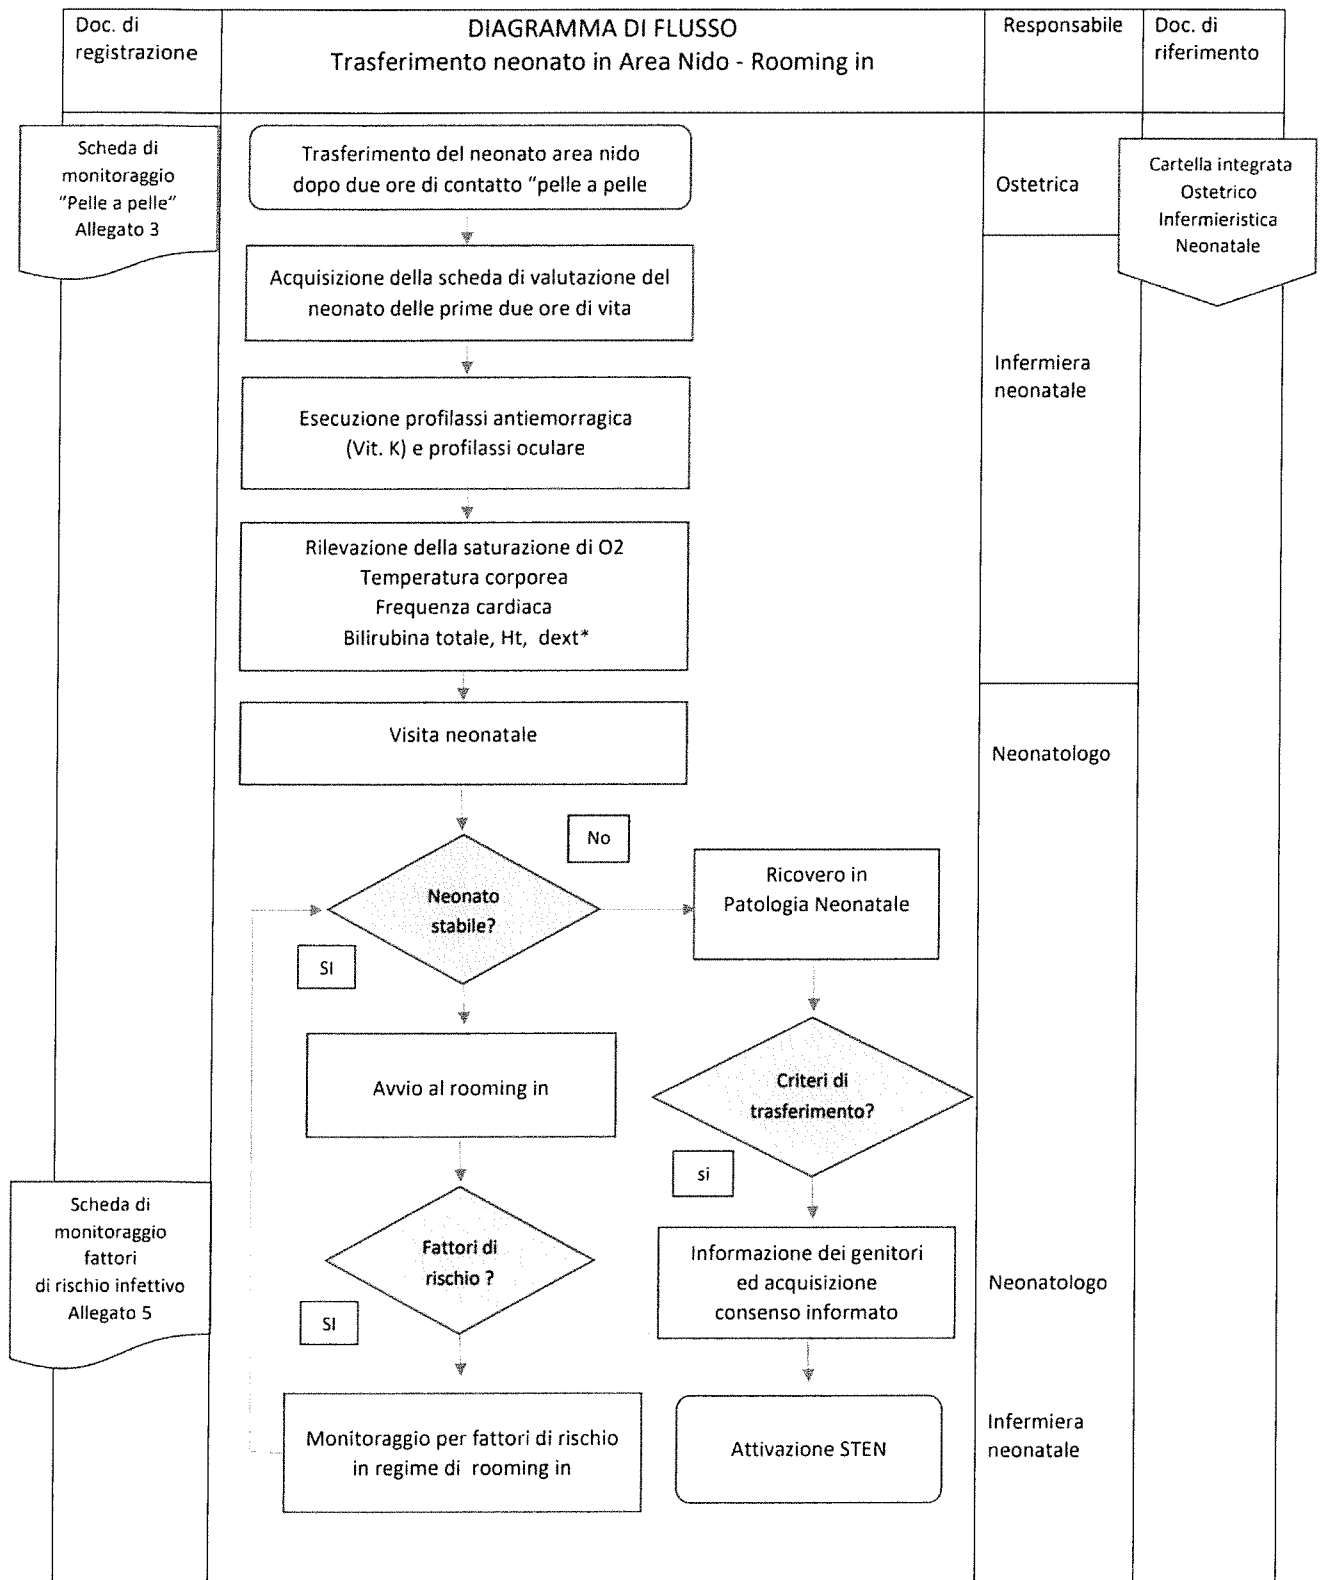 Doc. di
registrazione
DIAGRAMMA DI FLUSSO
Trasferimento neonato in Area Nido - Rooming in
Responsabile
Doc. di
riferimento
Scheda di
monitoraggio
"Pelle a pelle"
Allegato 3
Trasferimento del neonato area nido
dopo due ore di contatto "pelle a pelle
Ostetrica
Cartella integrata
Ostetrico
Infermieristica
Neonatale
Acquisizione della scheda di valutazione del
neonato delle prime due ore di vita
Infermiera
neonatale
Esecuzione profilassi antiemorragica
(Vit. K) e profilassi oculare
Rilevazione della saturazione di O2
Temperatura corporea
Frequenza cardiaca
Bilirubina totale, Ht, dext*
Visita neonatale
Neonatologo
No
Neonato
stabile?
Ricovero in
Patologia Neonatale
SI
Avvio al rooming in
Criteri di
trasferimento?
si
Scheda di
monitoraggio
fattori
di rischio infettivo
Allegato 5
Fattori di
rischio ?
SI
Informazione dei genitori
ed acquisizione
consenso informato
Neonatologo
Monitoraggio per fattori di rischio
in regime di rooming in
Attivazione STEN
Infermiera
neonatale